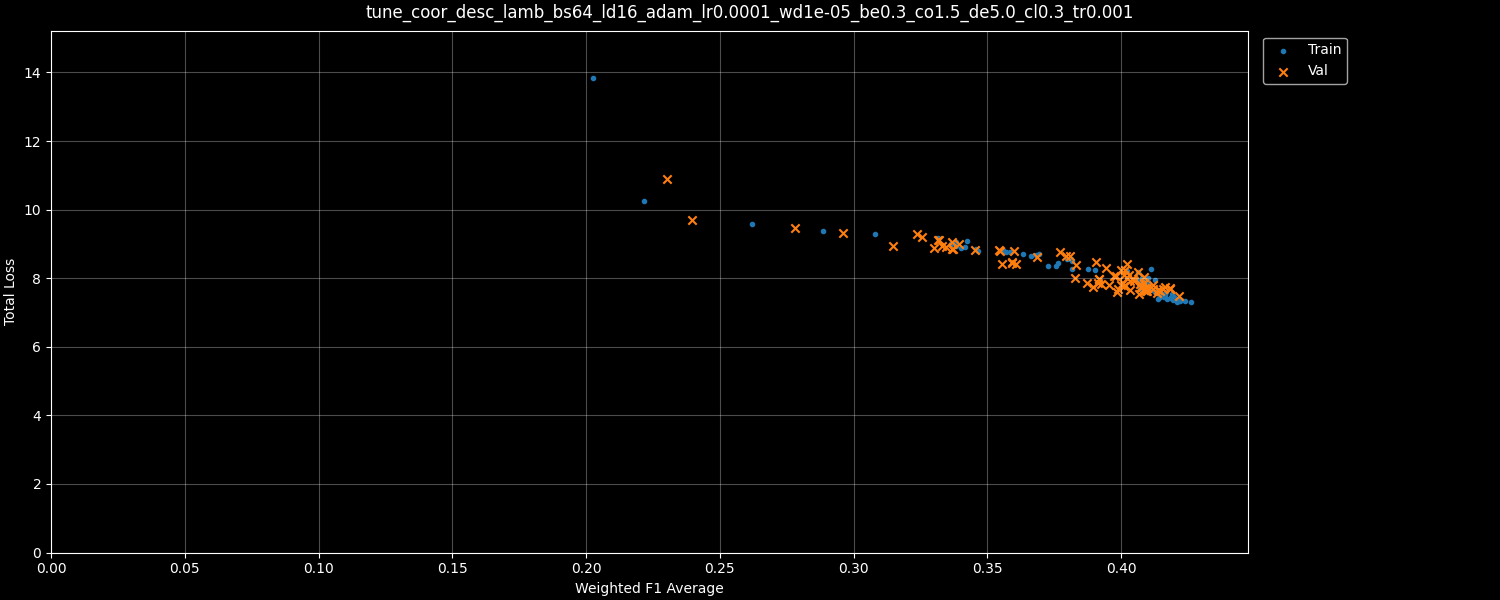 tune_coor_desc_lamb_bs64_ld16_adam_lr0.0001_wd1e-05_be0.3_co1.5_de5.0_cl0.3_tr0.001
Train
Val
14
12
10
8
6
4
2
0
Total Loss
0.00 0.05 0.10 0.15 0.20 0.25 0.30 0.35 0.40
Weighted F1 Average